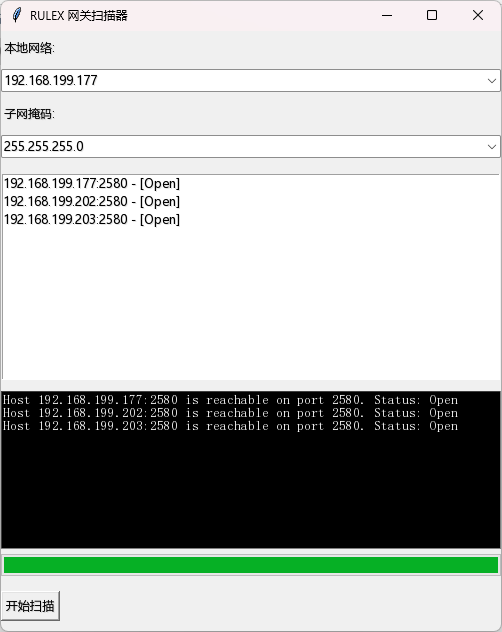 RULEX 网关扫描器
本地网络:
192.168.199.177
子网掩码:
255.255.255.0
192.168.199.177:2580 - [Open]
192.168.199.202:2580 - [Open]
192.168.199.203:2580 - [Open]
Host 192.168.199.177:2580 is reachable on port 2580. Status: Open
Host 192.168.199.202:2580 is reachable on port 2580. Status: Open
Host 192.168.199.203:2580 is reachable on port 2580. Status: Open
开始扫描